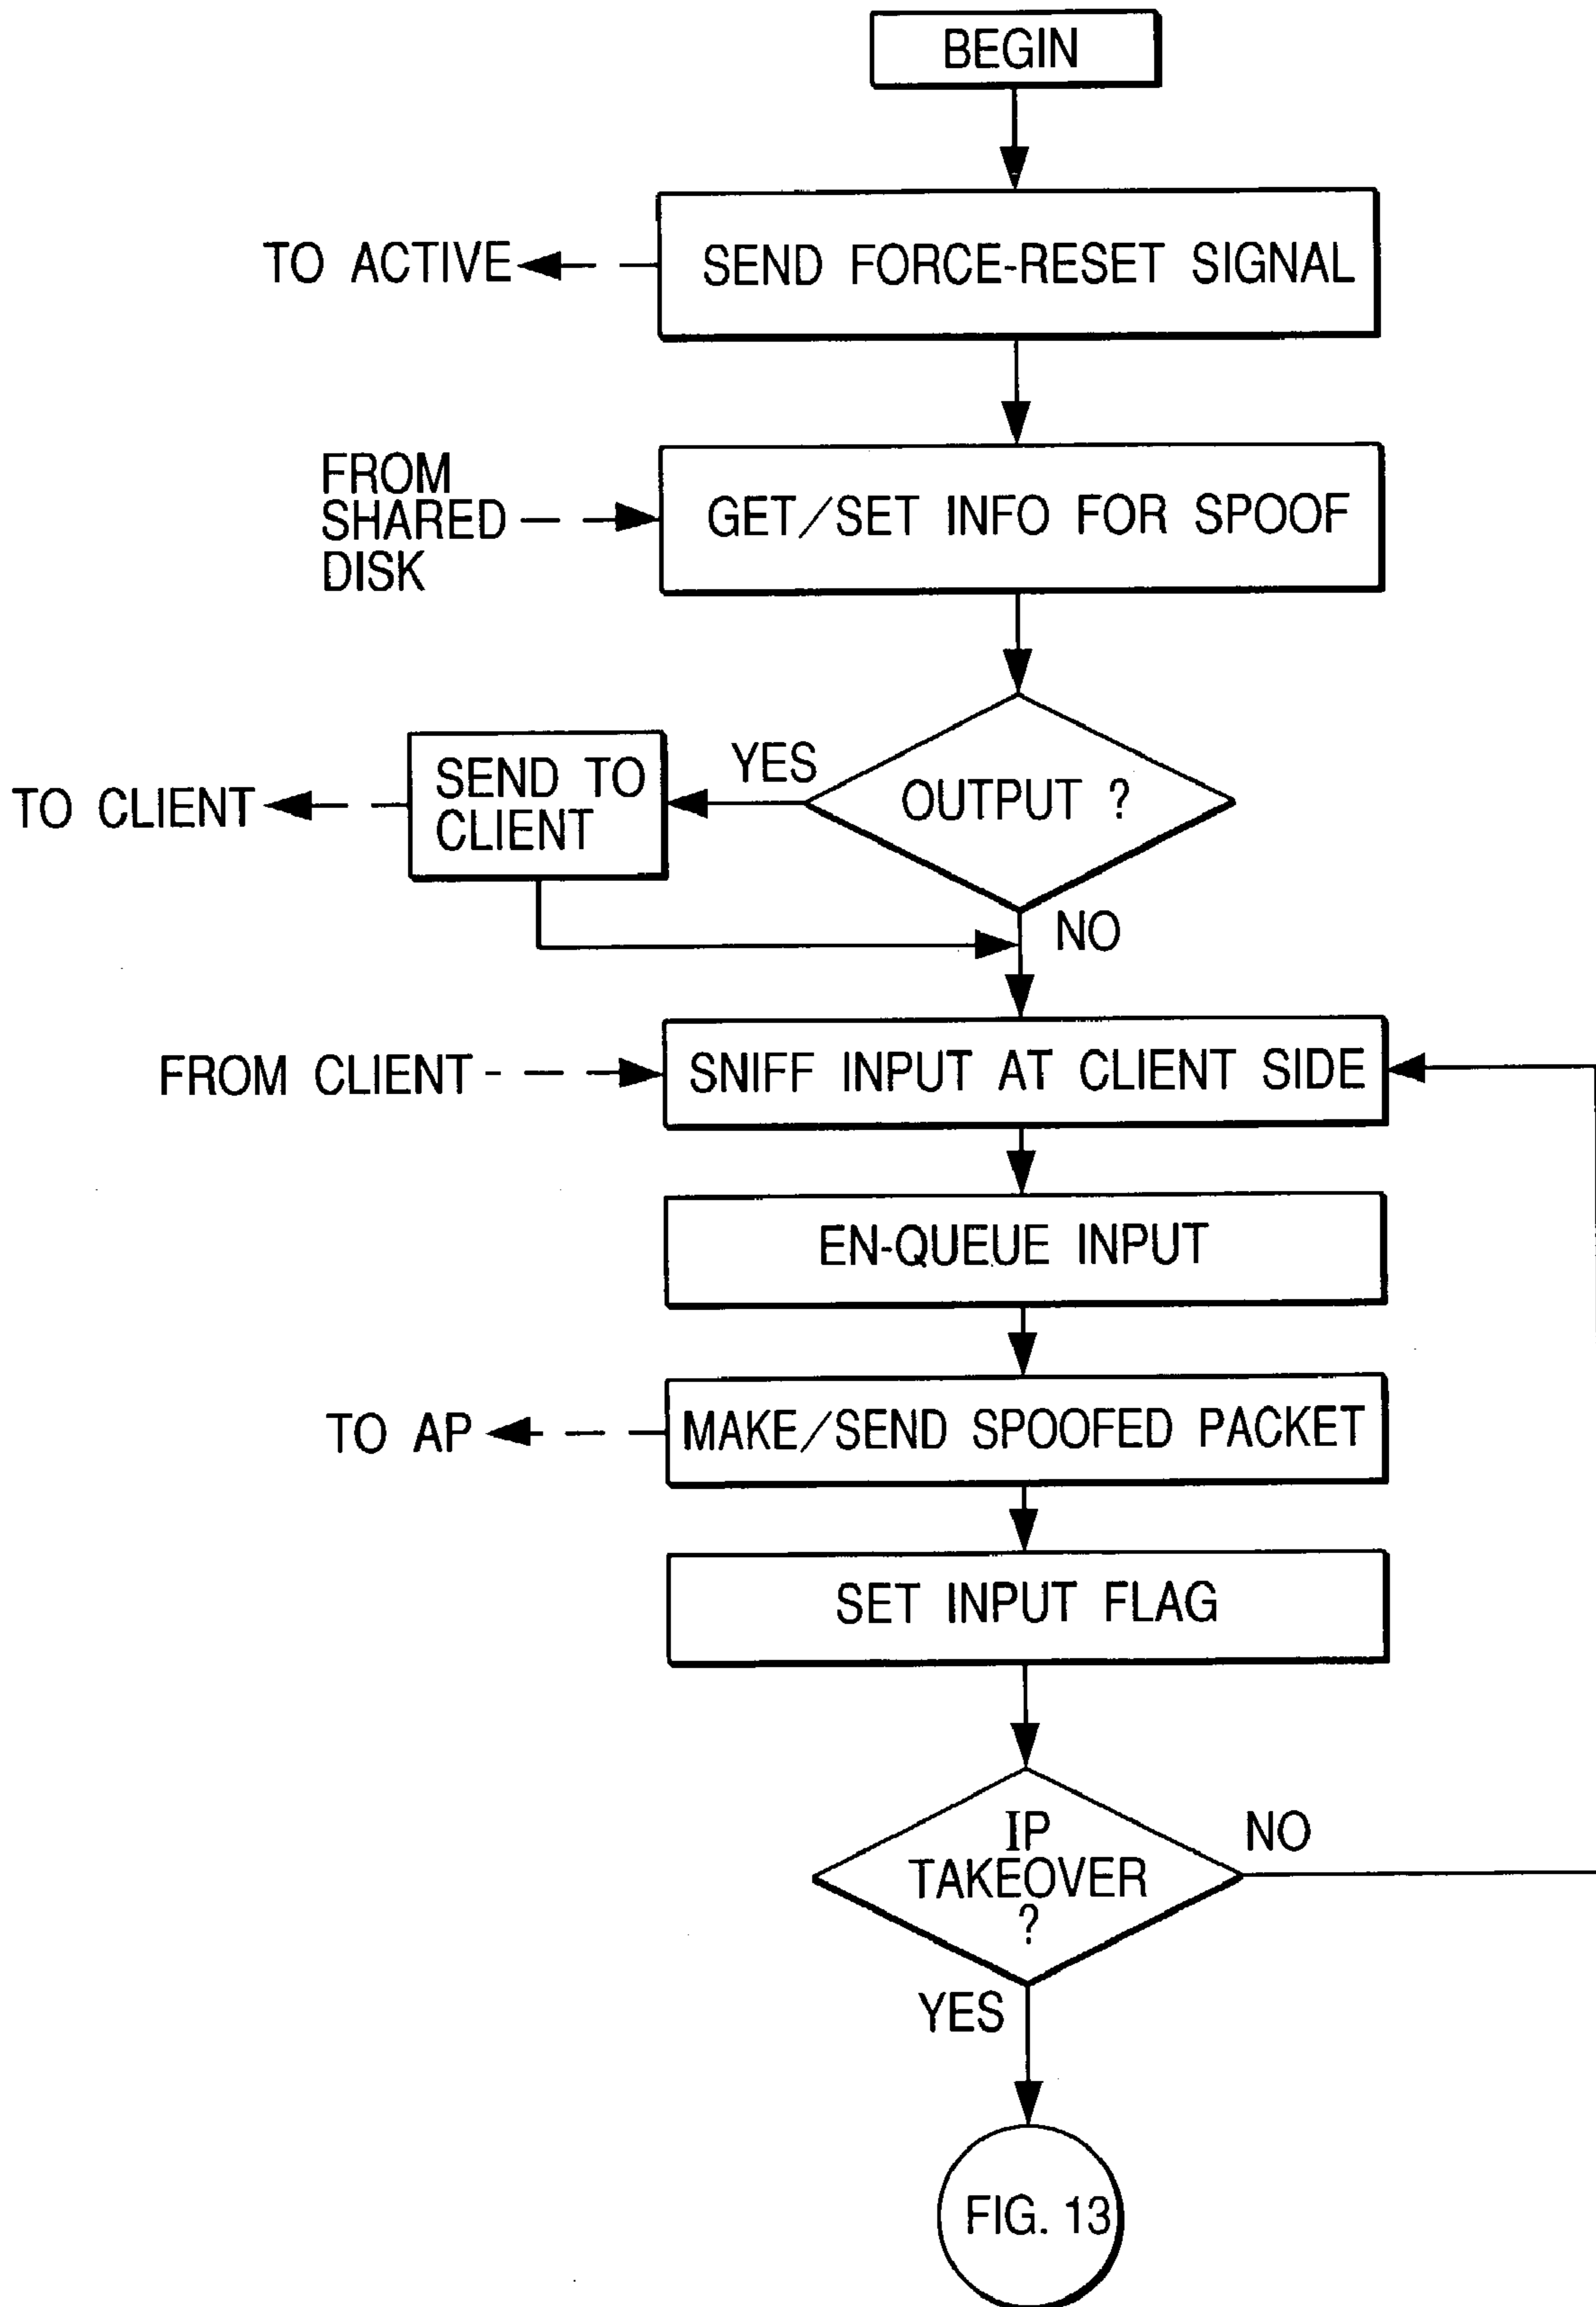 BEGIN
TO ACTIVE
SEND FORCE-RESET SIGNAL
FROM
SHARED
DISK
GET/SET INFO FOR SPOOF
TO CLIENT
SEND TO
CLIENT
YES
OUTPUT ?
NO
FROM CLIENT
SNIFF INPUT AT CLIENT SIDE
EN-QUEUE INPUT
TO AP
MAKE/SEND SPOOFED PACKET
SET INPUT FLAG
IP
TAKEOVER
?
NO
YES
FIG. 13